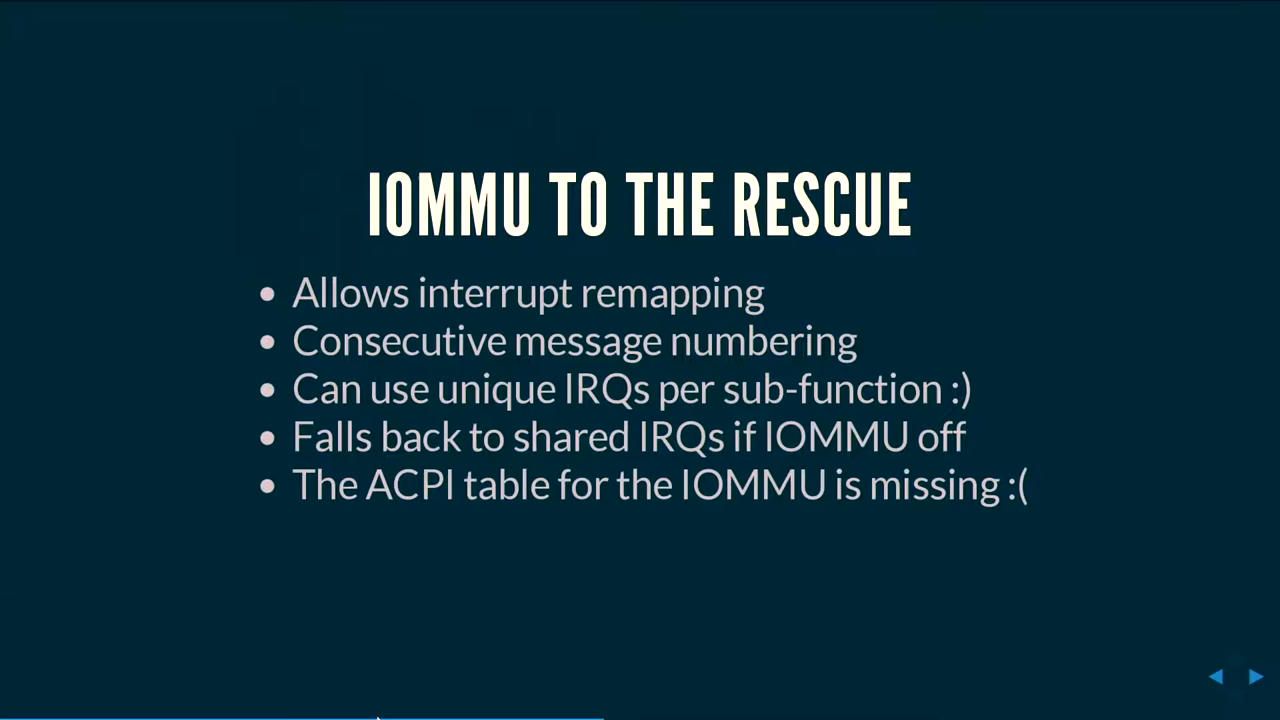 IOMMU TO THE RESCUE
• Allows interrupt remapping
• Consecutive message numbering
• Can use unique IRQs per sub-function :)
• Falls back to shared IRQs if IOMMU off
• The ACPI table for the IOMMU is missing :(